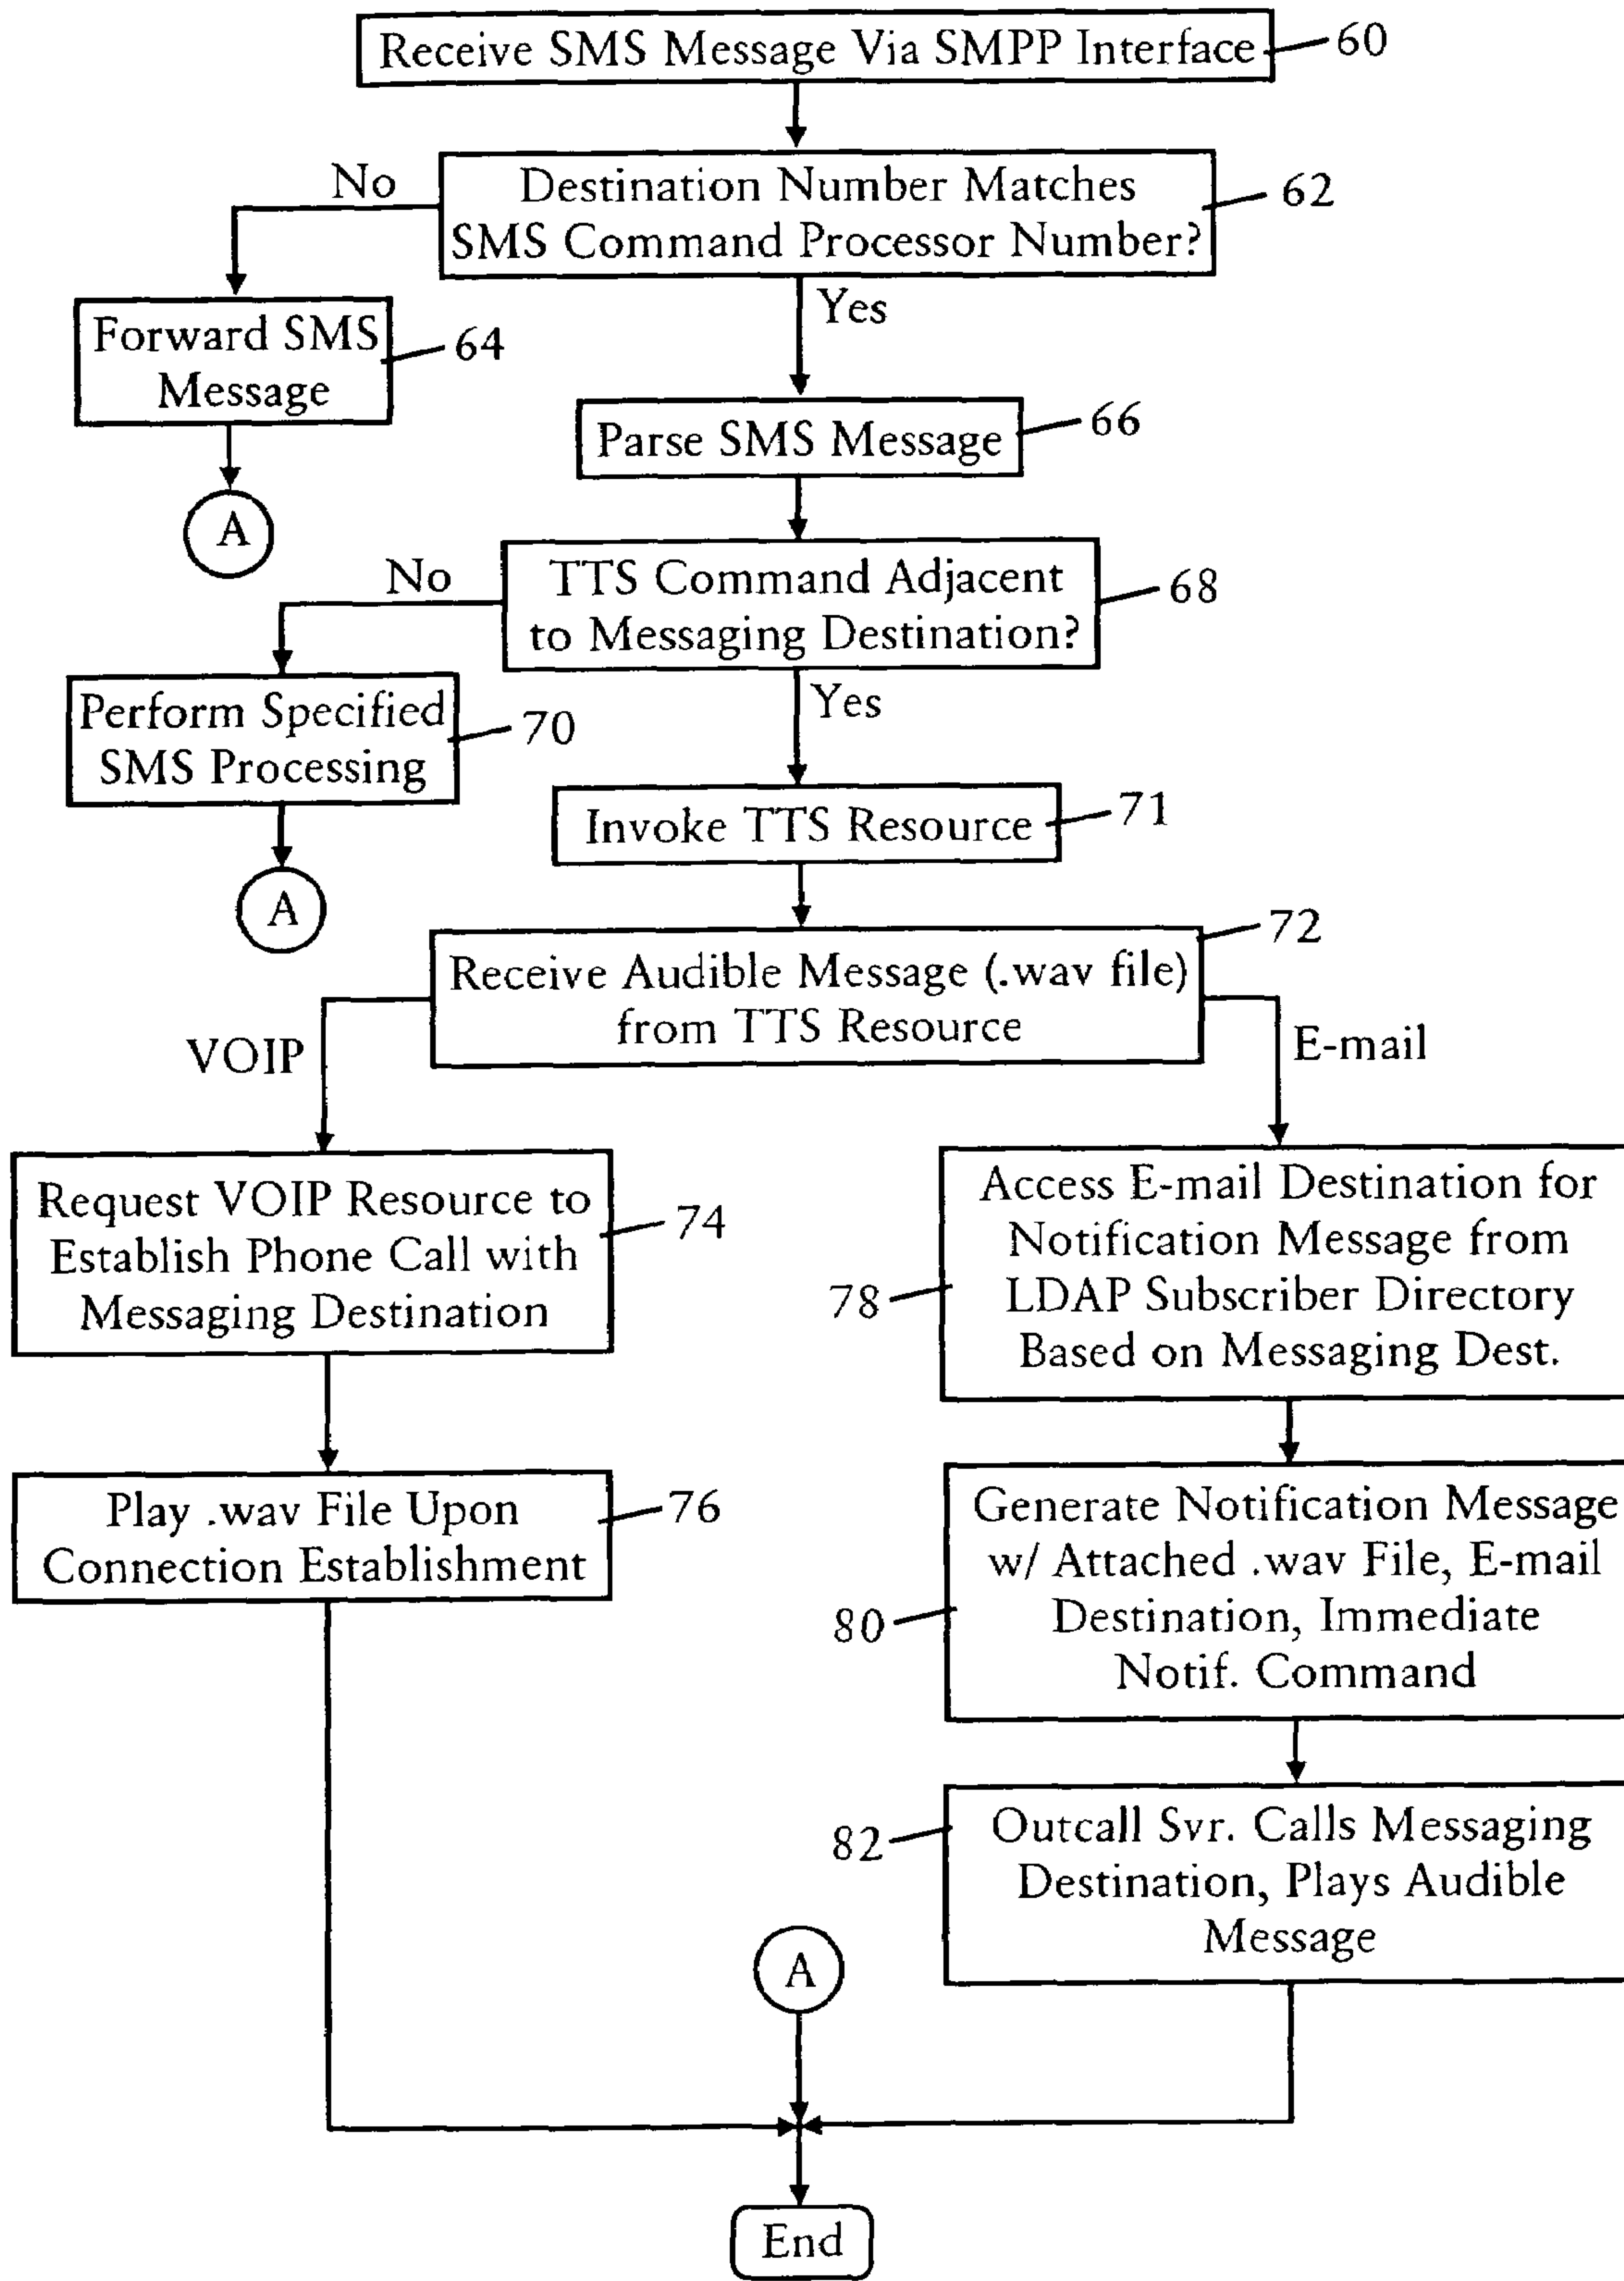 Receive SMS Message Via SMPP Interface
60
Destination Number Matches
SMS Command Processor Number?
62
No
Yes
Forward SMS
Message
64
A
Parse SMS Message
66
TTS Command Adjacent
to Messaging Destination?
68
No
Yes
Perform Specified
SMS Processing
70
A
Invoke TTS Resource
71
Receive Audible Message (.wav file)
from TTS Resource
72
VOIP
E-mail
Request VOIP Resource to
Establish Phone Call with
Messaging Destination
74
Play .wav File Upon
Connection Establishment
76
Access E-mail Destination for
Notification Message from
LDAP Subscriber Directory
Based on Messaging Dest.
78
Generate Notification Message
w/ Attached .wav File, E-mail
Destination, Immediate
Notif. Command
80
Outcall Svr. Calls Messaging
Destination, Plays Audible
Message
82
A
End